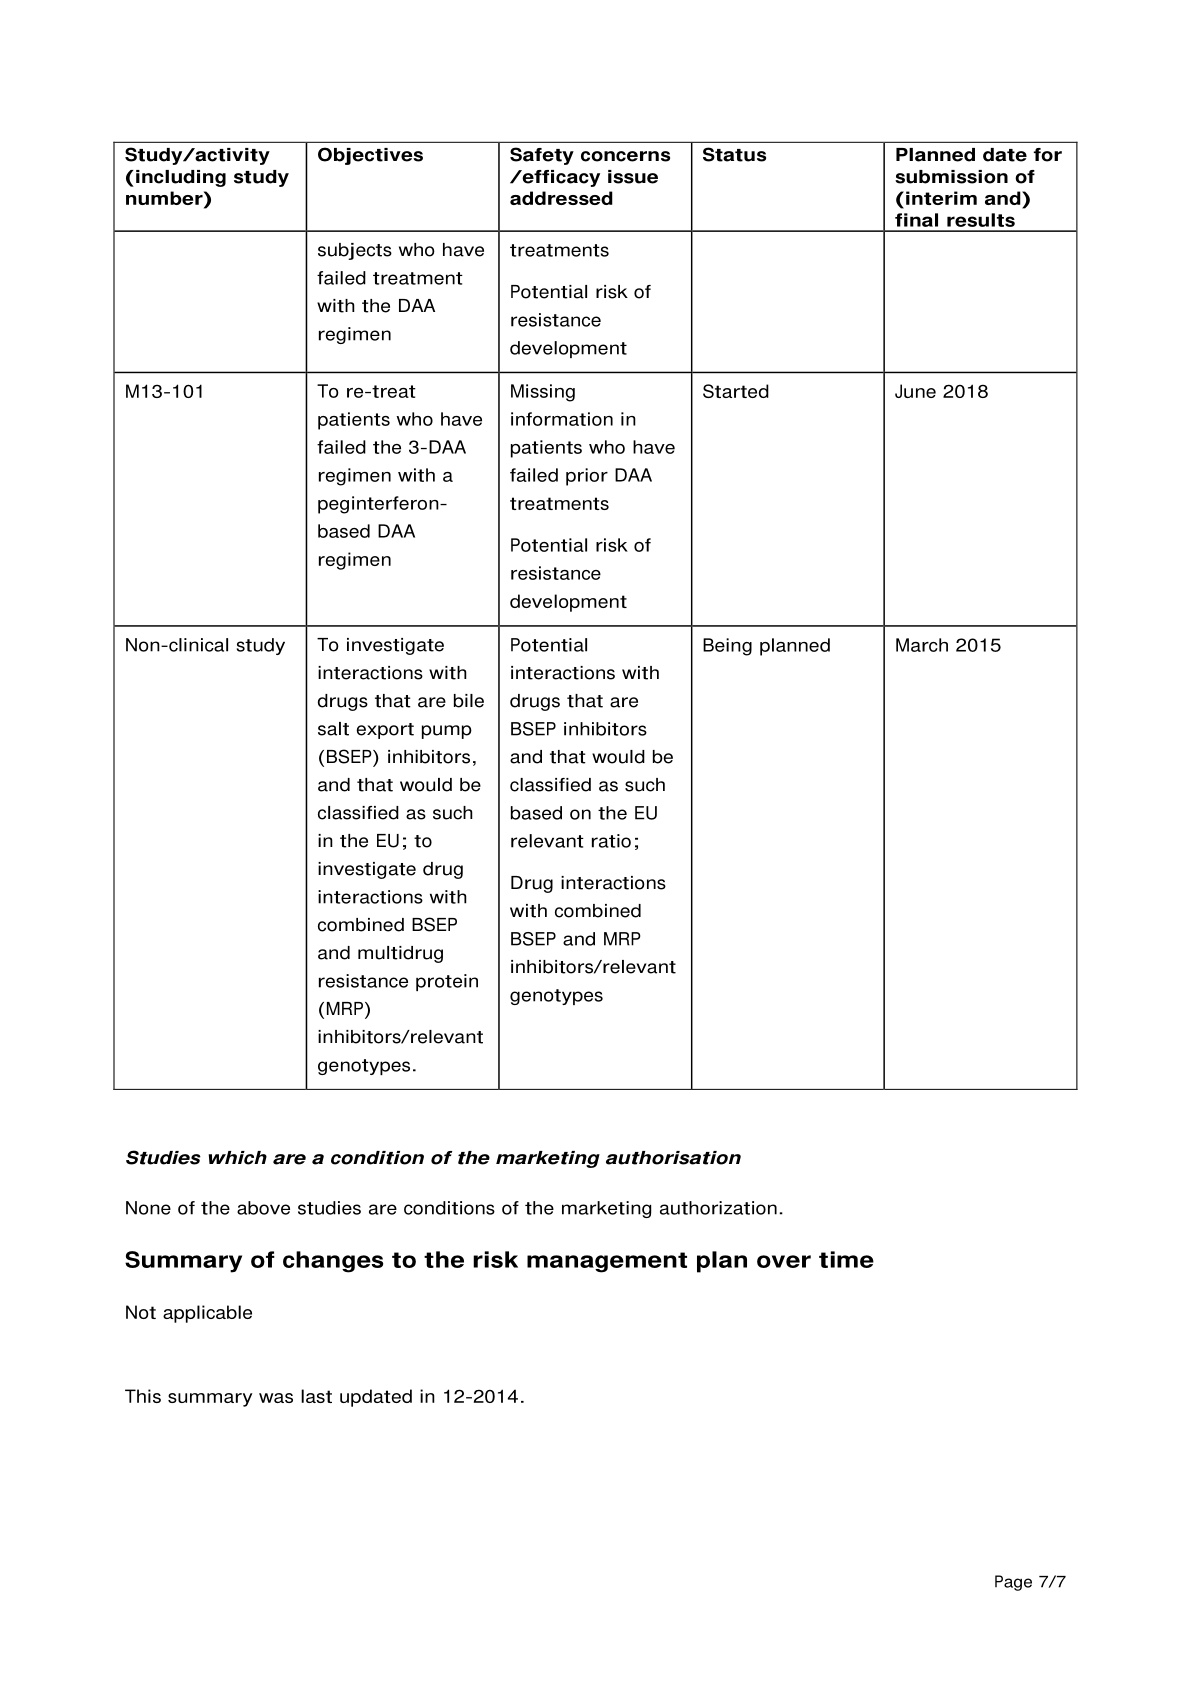 Study/activity
(including study
number)
Objectives
Safety concerns
/efficacy issue
addressed
Status
Planned date for
submission of
(interim and)
final results
subjects who have
failed treatment
with the DAA
regimen
treatments
Potential risk of
resistance
development
M13-101
To re-treat
patients who have
failed the 3-DAA
regimen with a
peginterferon-
based DAA
regimen
Missing
information in
patients who have
failed prior DAA
treatments
Potential risk of
resistance
development
Started
June 2018
Non-clinical study
To investigate
interactions with
drugs that are bile
salt export pump
(BSEP) inhibitors,
and that would be
classified as such
in the EU; to
investigate drug
interactions with
combined BSEP
and multidrug
resistance protein
(MRP)
inhibitors/relevant
genotypes.
Potential
interactions with
drugs that are
BSEP inhibitors
and that would be
classified as such
based on the EU
relevant ratio;
Drug interactions
with combined
BSEP and MRP
inhibitors/relevant
genotypes
Being planned
March 2015
Studies which are a condition of the marketing authorisation
None of the above studies are conditions of the marketing authorization.
Summary of changes to the risk management plan over time
Not applicable
This summary was last updated in 12-2014.
Page 7/7